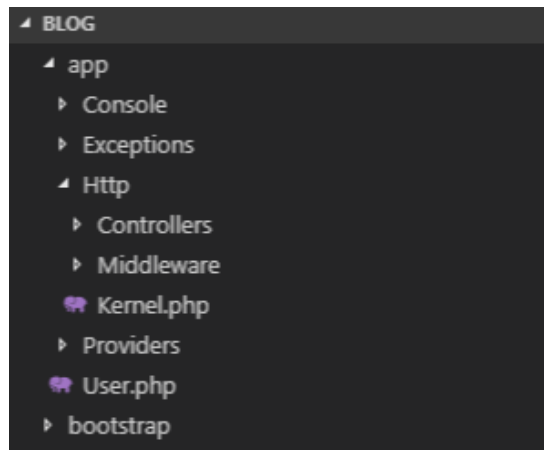 BLOG
app
Console
Exceptions
Http
Controllers
Middleware
Kernel.php
Providers
User.php
bootstrap